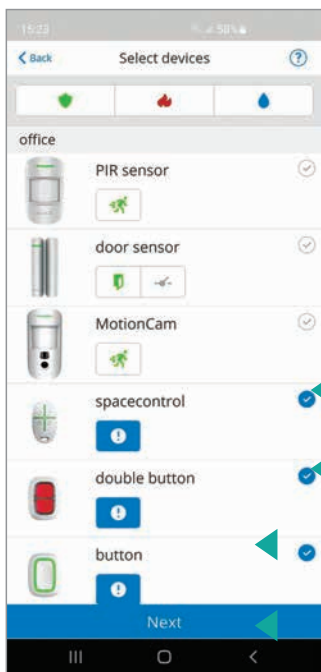 15:23 58%
Back Select devices ?
office
PIR sensor
door sensor
MotionCam
spacecontrol
double button
button
Next